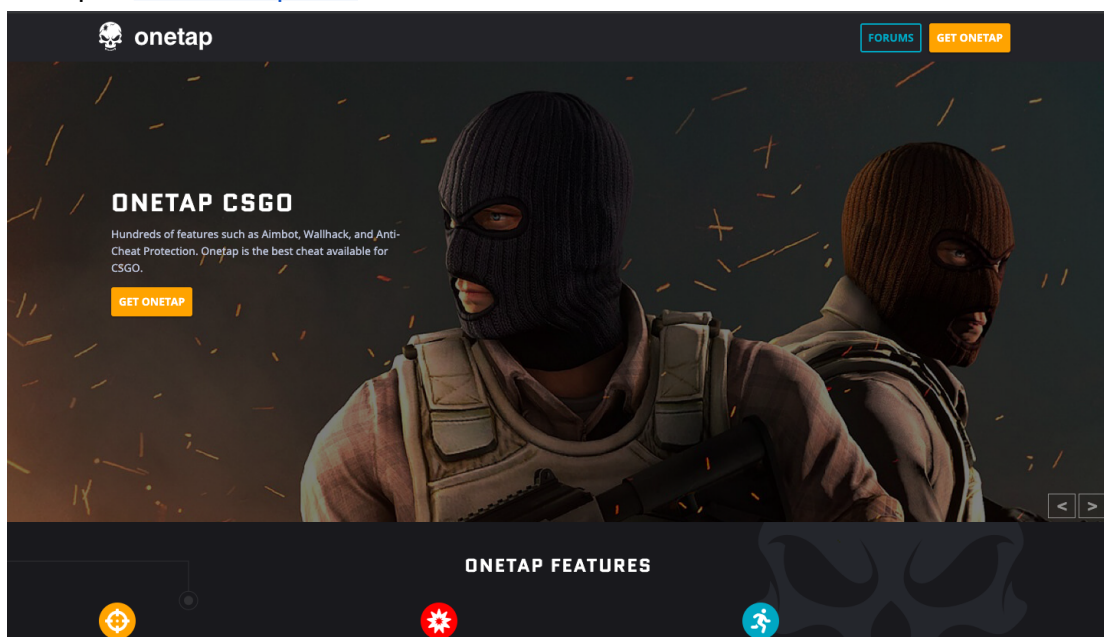 onetap
FORUMS
GET ONETAP
ONETAP CSGO
Hundreds of features such as Aimbot, Wallhack, and Anti-
Cheat Protection. Onetap is the best cheat available for
CSGO.
GET ONETAP
< >
ONETAP FEATURES